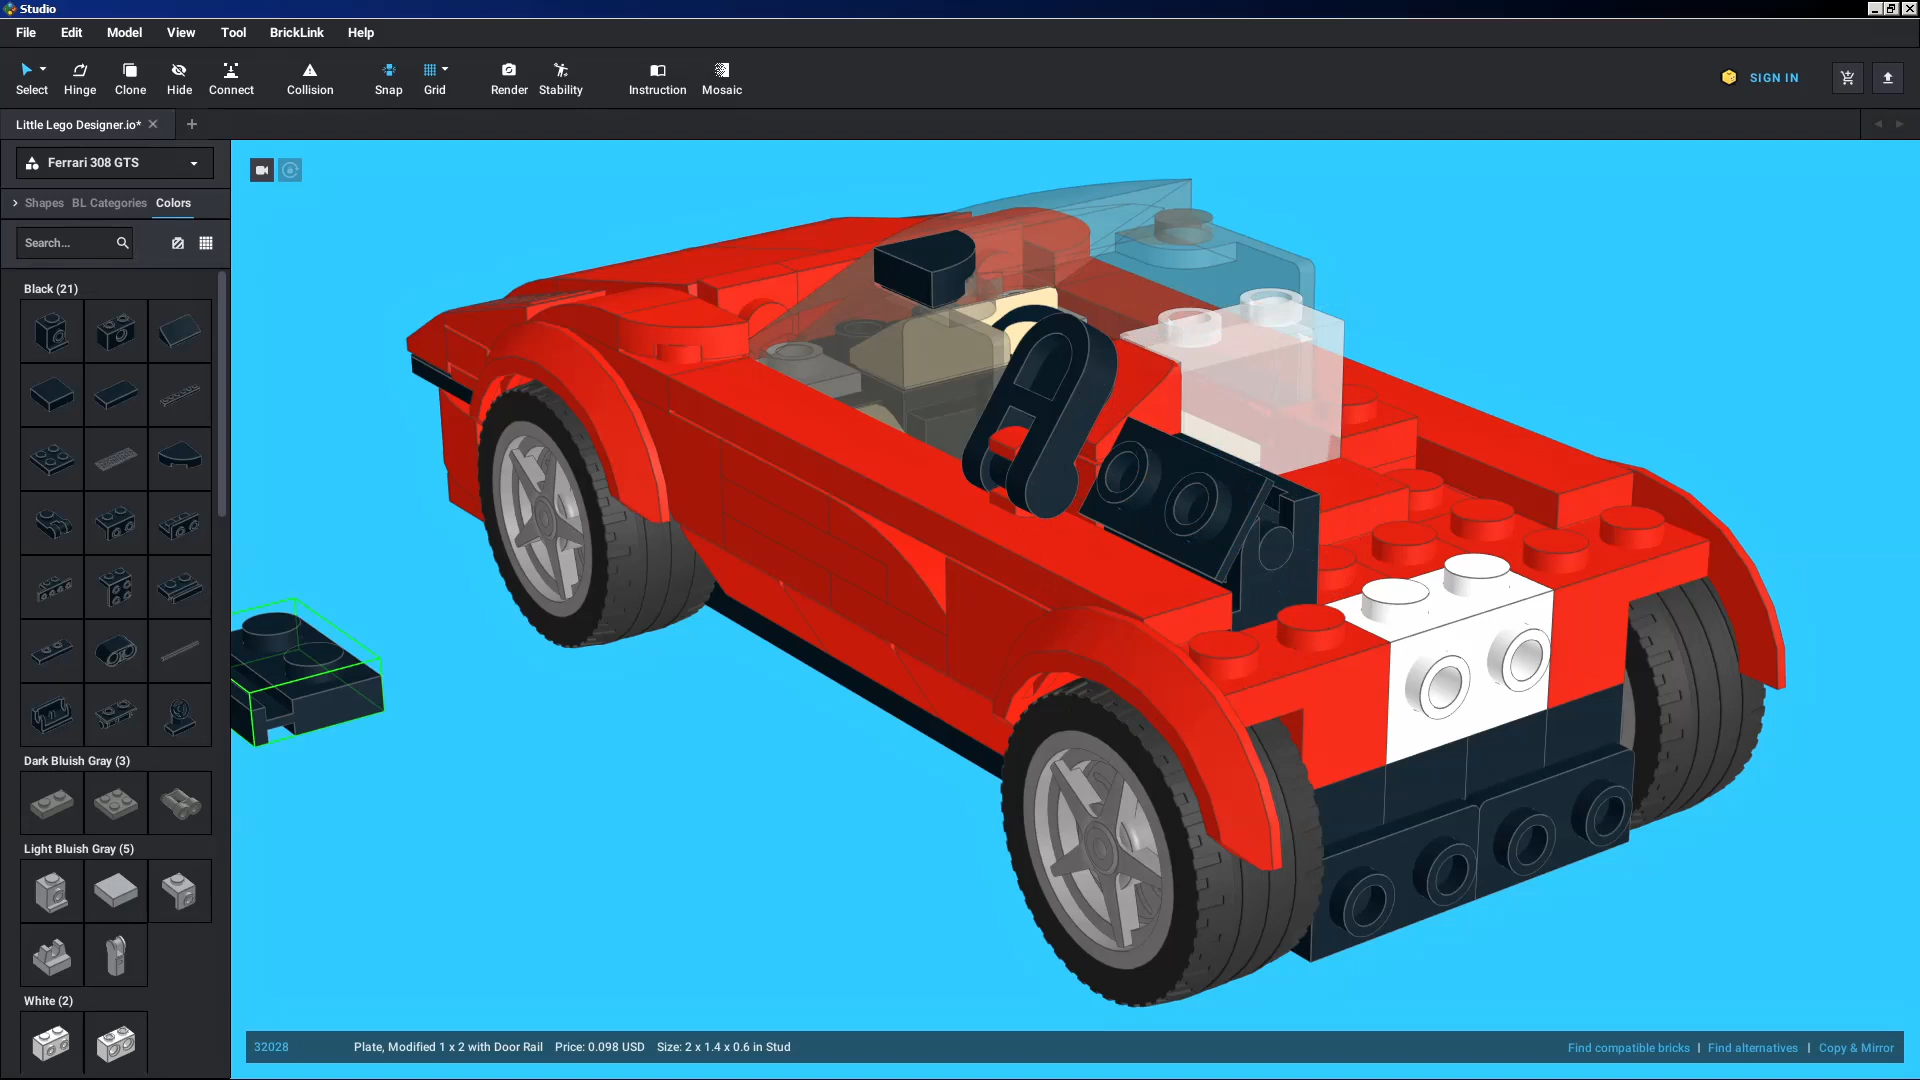 Studio
File Edit Model View Tool BrickLink Help
Select Hinge Clone Hide Connect Collision Snap Grid Render Stability Instruction Mosaic SIGN IN
Little Lego Designer.io*
Ferrari 308 GTS
Shapes BL Categories Colors
Search...
Black (21)
Dark Bluish Gray (3)
Light Bluish Gray (5)
White (2)
32028 Plate, Modified 1 x 2 with Door Rail Price: 0.098 USD Size: 2 x 1.4 x 0.6 in Stud Find compatible bricks | Find alternatives | Copy & Mirror